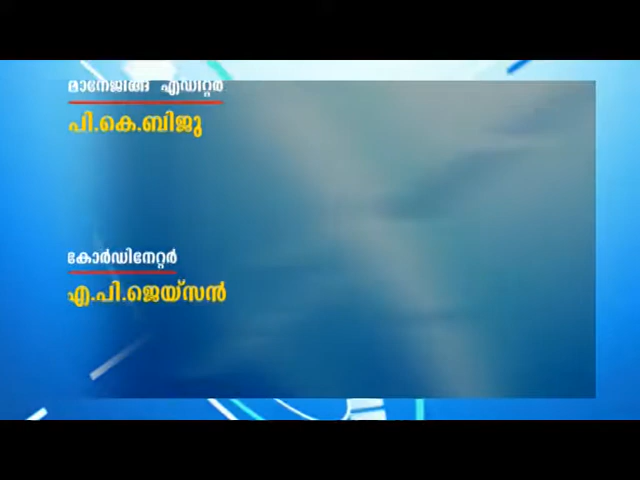 മാനേജിങ്ങ് എഡിറ്റർ
പി.കെ.ബിജു
കോർഡിനേറ്റർ
എ.പി.ജെയ്സൻ